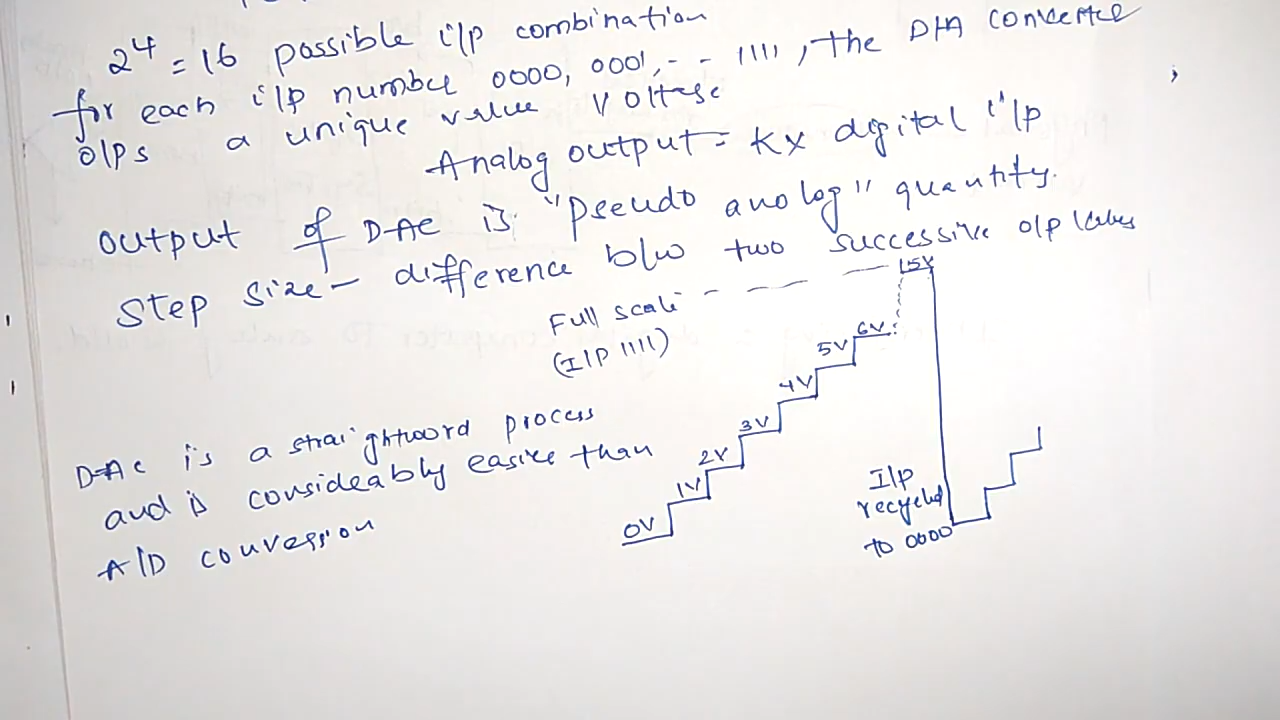 2⁴ = 16 possible i/p combination
for each i/p number 0000, 0001, - - 1111, the D/A converter
o/ps a unique value voltage
Analog output = K x digital i/p
output of DAC is "pseudo analog" quantity.
Step size - difference b/w two successive o/p values
Full scale - - - 15V
(I/P 1111)
6V
5V
4V
3V
2V
1V
0V
I/p
recycled
to 0000
DAC is a straightword process
and is consideably easier than
A/D conversion